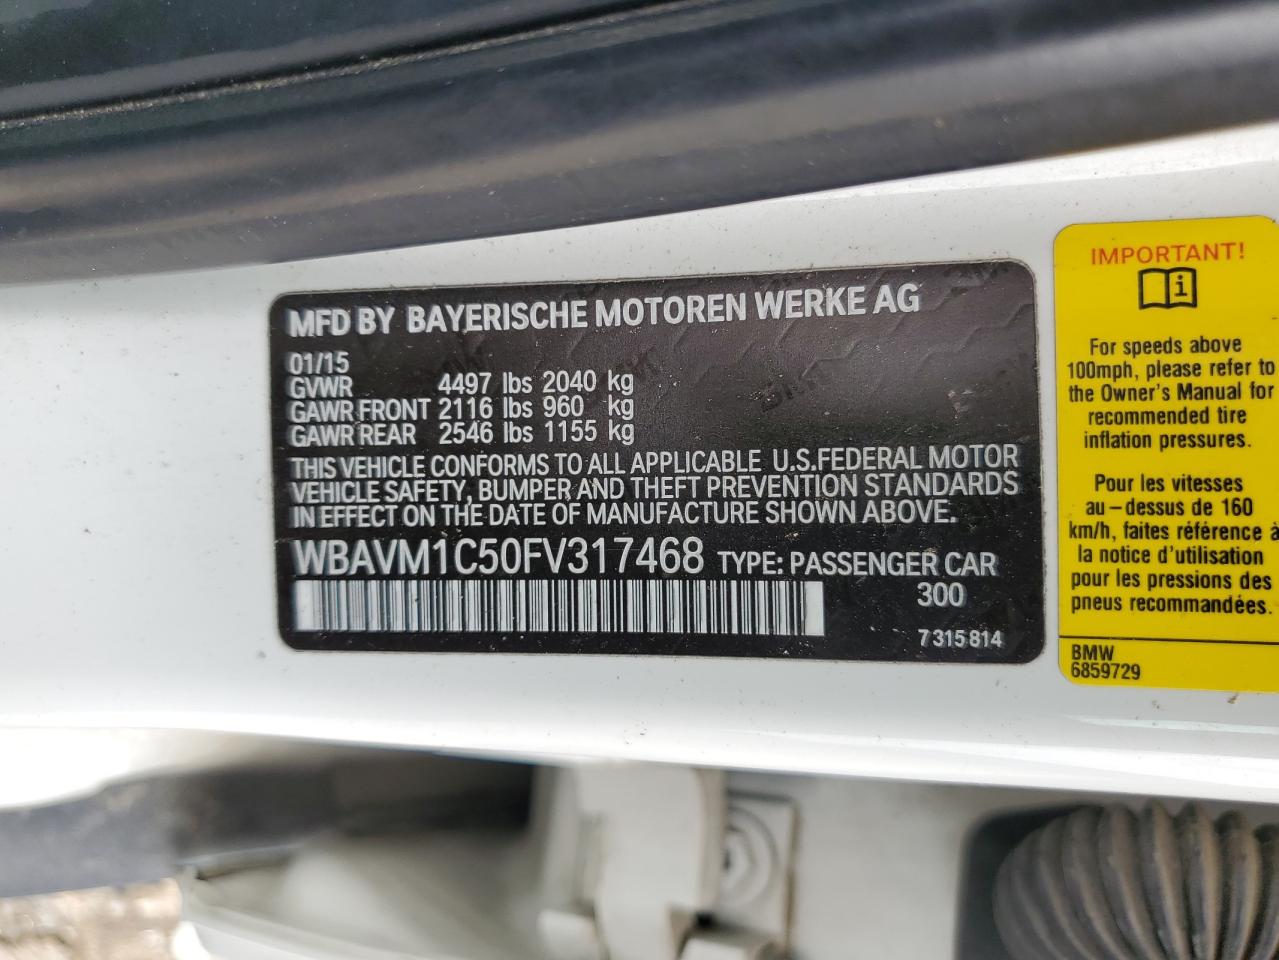 MFD BY BAYERISCHE MOTOREN WERKE AG
01/15
GVWR 4497 lbs 2040 kg
GAWR FRONT 2116 lbs 960 kg
GAWR REAR 2546 lbs 1155 kg
THIS VEHICLE CONFORMS TO ALL APPLICABLE U.S.FEDERAL MOTOR
VEHICLE SAFETY, BUMPER AND THEFT PREVENTION STANDARDS
IN EFFECT ON THE DATE OF MANUFACTURE SHOWN ABOVE.
WBAVM1C50FV317468 TYPE: PASSENGER CAR
300
7 315 814
IMPORTANT!
For speeds above
100mph, please refer to
the Owner's Manual for
recommended tire
inflation pressures.
Pour les vitesses
au-dessus de 160
km/h, faites référence à
la notice d'utilisation
pour les pressions des
pneus recommandées.
BMW
6859729